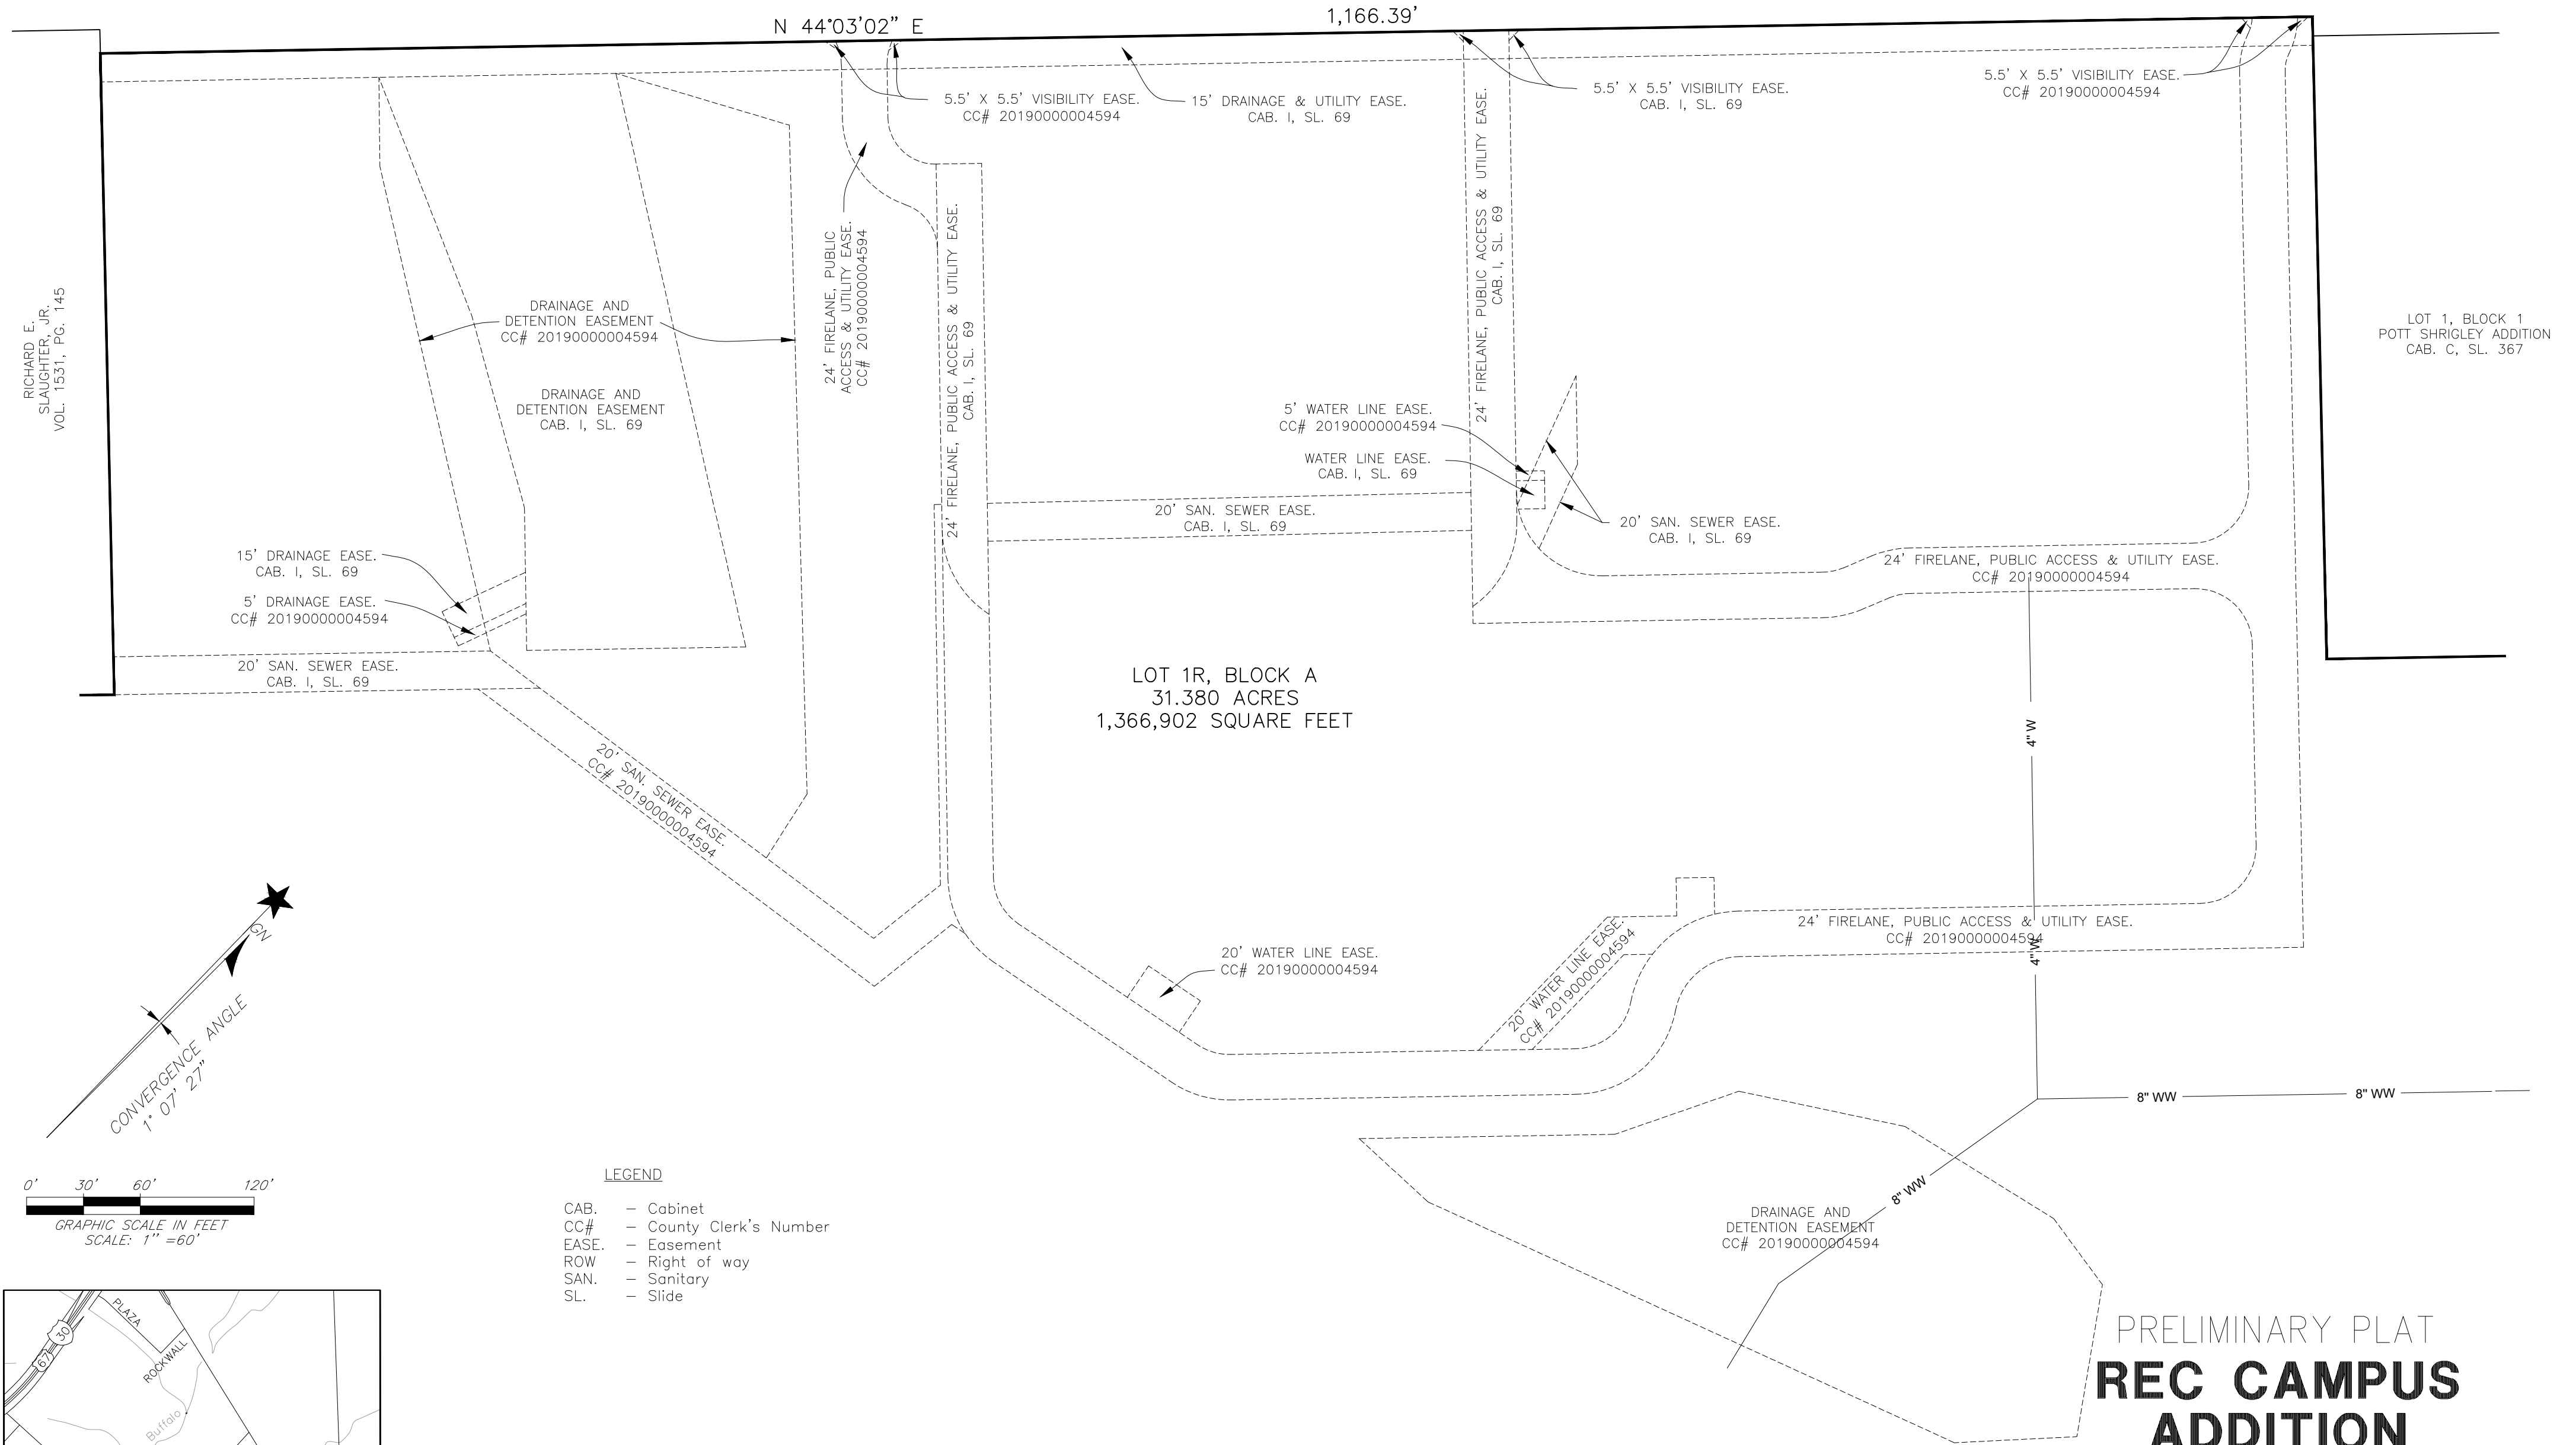 N 44°03'02" E
1,166.39'
5.5' X 5.5' VISIBILITY EASE.
CC# 20190000004594
15' DRAINAGE & UTILITY EASE.
CAB. I, SL. 69
5.5' X 5.5' VISIBILITY EASE.
CAB. I, SL. 69
5.5' X 5.5' VISIBILITY EASE.
CC# 20190000004594
RICHARD E.
SLAUGHTER, JR.
VOL. 1531, PG. 145
DRAINAGE AND
DETENTION EASEMENT
CC# 20190000004594
DRAINAGE AND
DETENTION EASEMENT
CAB. I, SL. 69
24' FIRELANE, PUBLIC
ACCESS & UTILITY EASE.
CC# 20190000004594
24' FIRELANE, PUBLIC ACCESS & UTILITY EASE.
CAB. I, SL. 69
24' FIRELANE, PUBLIC ACCESS & UTILITY EASE.
CAB. I, SL. 69
LOT 1, BLOCK 1
POTT SHRIGLEY ADDITION
CAB. C, SL. 367
5' WATER LINE EASE.
CC# 20190000004594
WATER LINE EASE.
CAB. I, SL. 69
20' SAN. SEWER EASE.
CAB. I, SL. 69
20' SAN. SEWER EASE.
CAB. I, SL. 69
15' DRAINAGE EASE.
CAB. I, SL. 69
5' DRAINAGE EASE.
CC# 20190000004594
24' FIRELANE, PUBLIC ACCESS & UTILITY EASE.
CC# 20190000004594
20' SAN. SEWER EASE.
CAB. I, SL. 69
LOT 1R, BLOCK A
31.380 ACRES
1,366,902 SQUARE FEET
4" W
20' SAN. SEWER EASE.
CC# 20190000004594
24' FIRELANE, PUBLIC ACCESS & UTILITY EASE.
CC# 20190000004594
4" W
20' WATER LINE EASE.
CC# 20190000004594
20' WATER LINE EASE.
CC# 20190000004594
GN
CONVERGENCE ANGLE
1° 07' 27"
8" WW
8" WW
8" WW
0' 30' 60' 120'
GRAPHIC SCALE IN FEET
SCALE: 1" =60'
LEGEND
CAB. - Cabinet
CC# - County Clerk's Number
EASE. - Easement
ROW - Right of way
SAN. - Sanitary
SL. - Slide
DRAINAGE AND
DETENTION EASEMENT
CC# 20190000004594
PLAZA
30
67
ROCKWALL
Buffalo
PRELIMINARY PLAT
REC CAMPUS
ADDITION